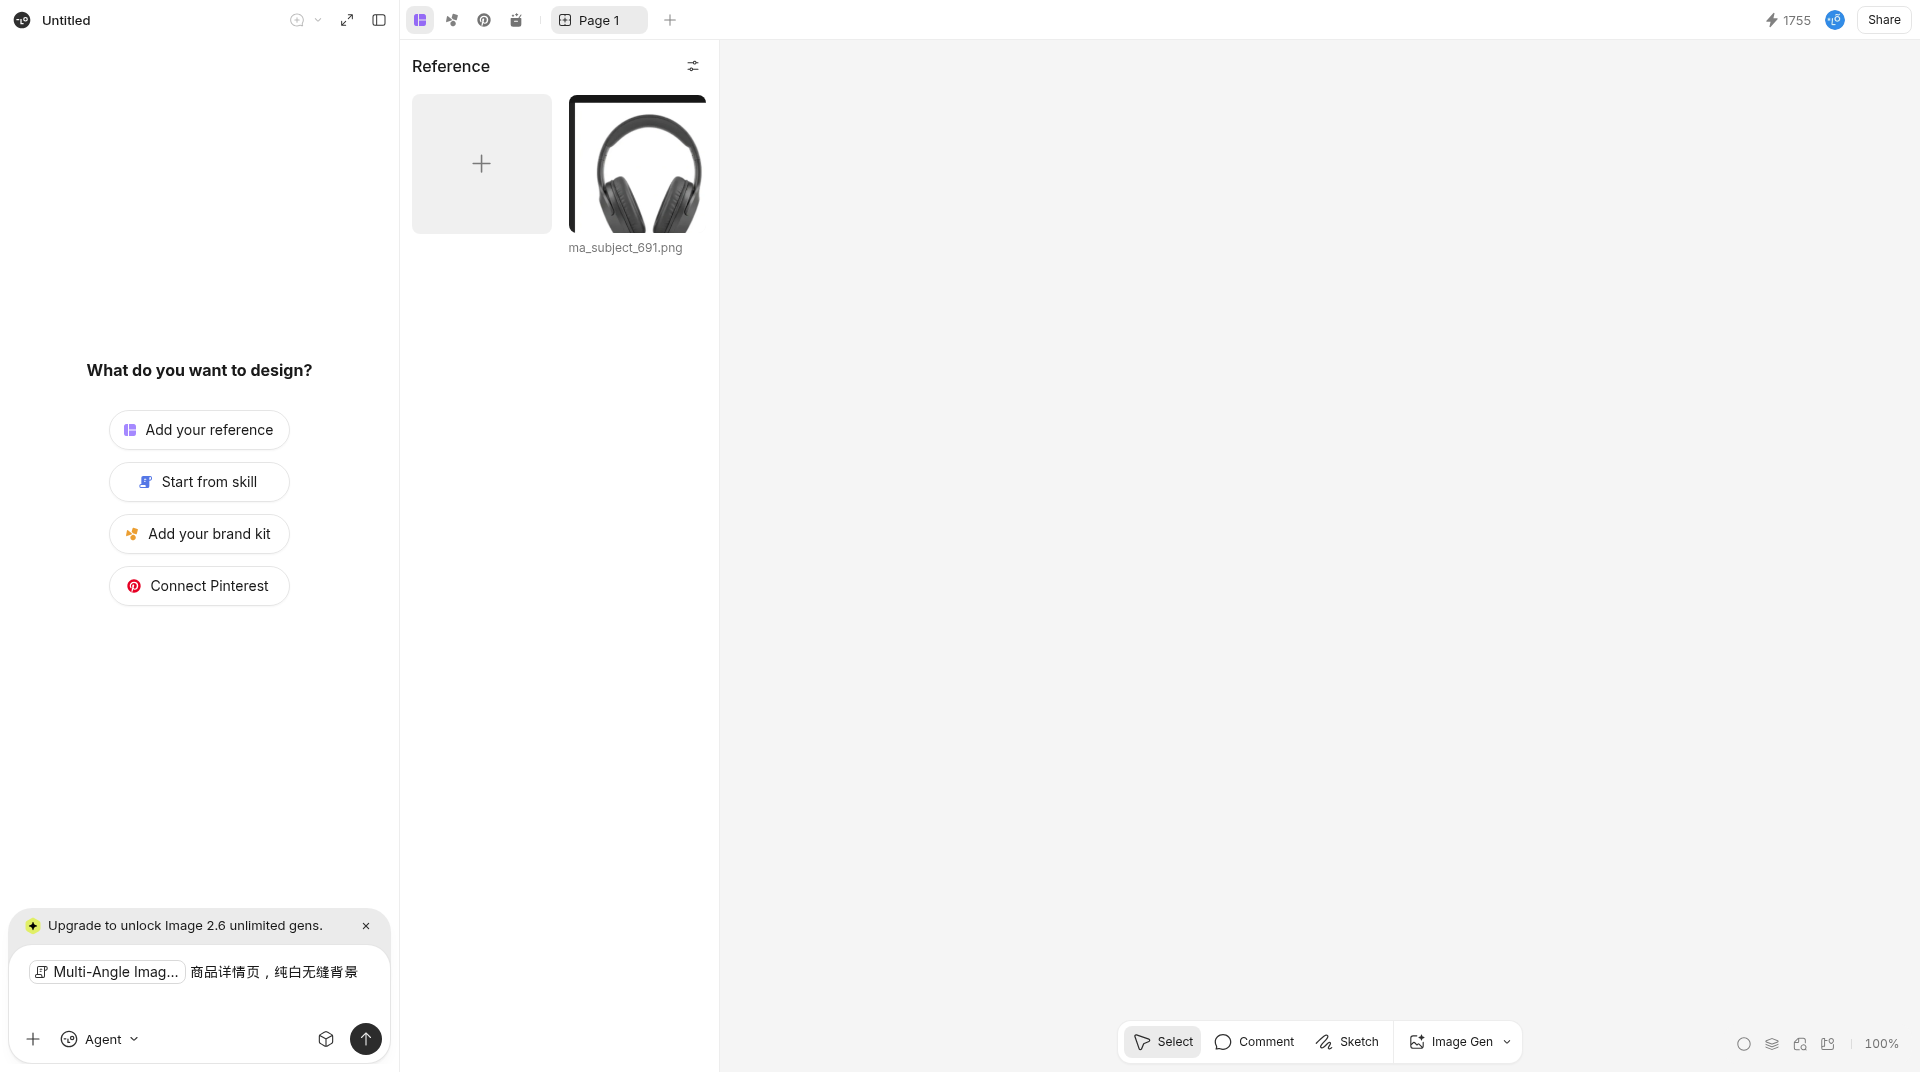 Untitled
Page 1
1755
Share
Reference
ma_subject_691.png
What do you want to design?
Add your reference
Start from skill
Add your brand kit
Connect Pinterest
Upgrade to unlock Image 2.6 unlimited gens.
Multi-Angle Imag... 商品详情页，纯白无缝背景
Agent
Select
Comment
Sketch
Image Gen
100%